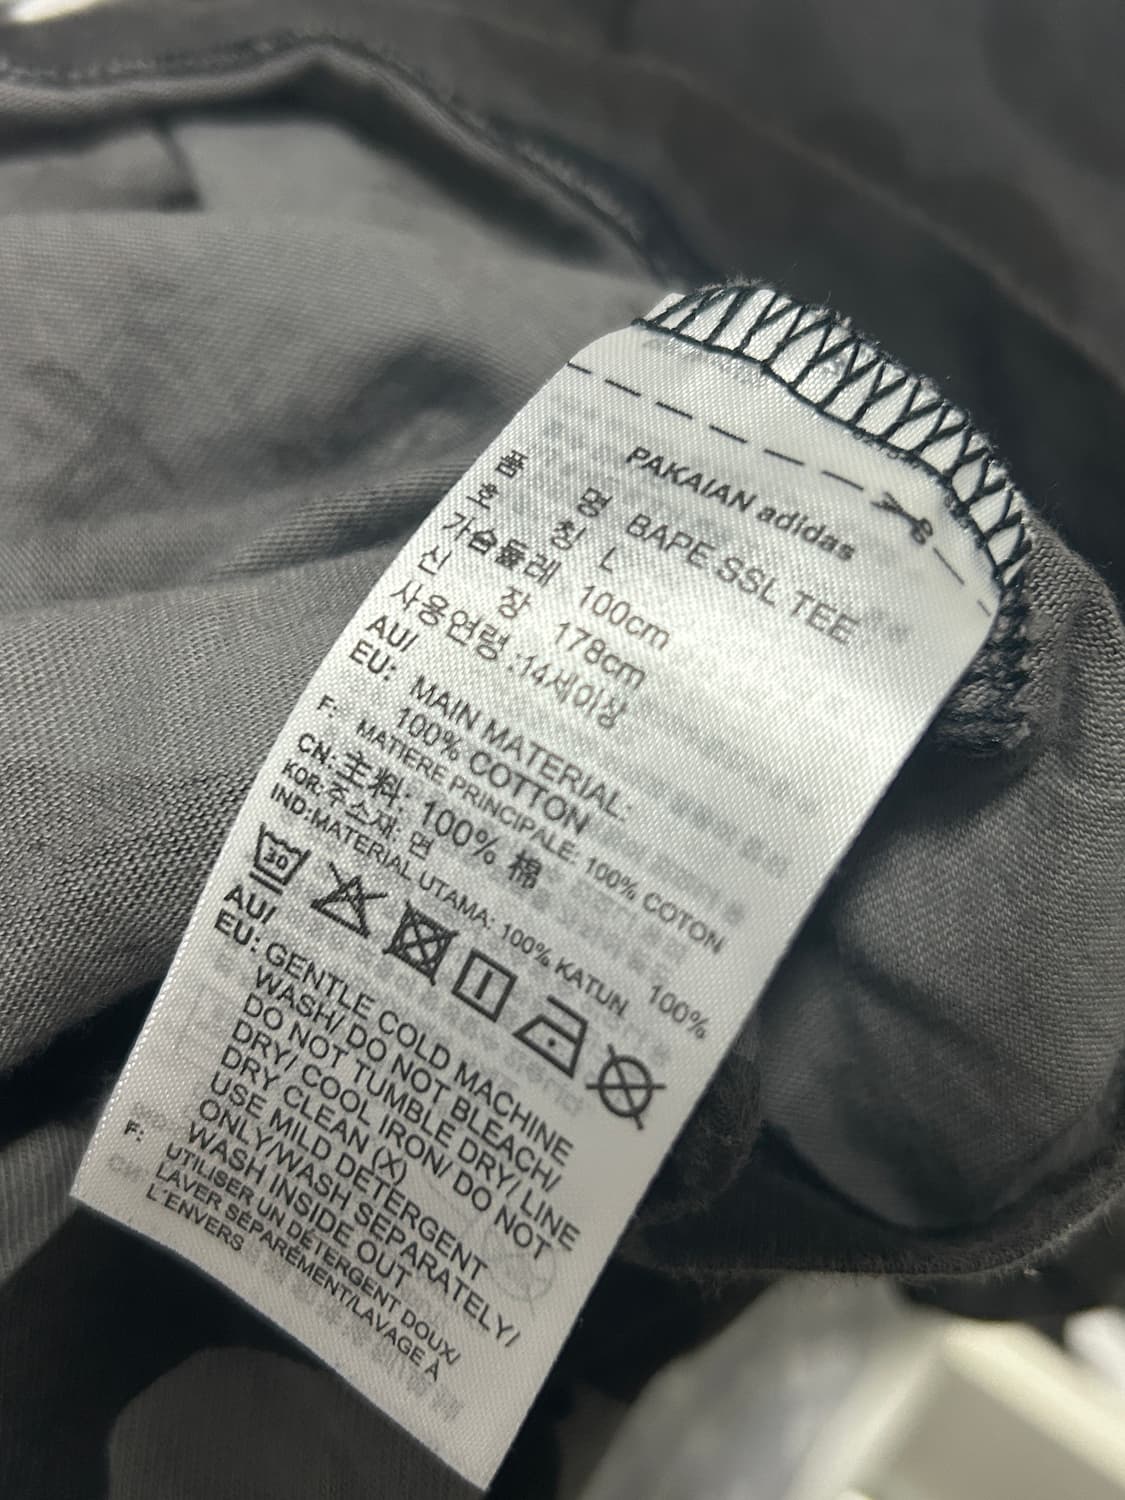 PAKAIAN adidas
품 명 BAPE SSL TEE
호 칭 L
가슴둘레 100cm
신 장 178cm
사용연령 :14세이상
AU/
EU: MAIN MATERIAL:
100% COTTON
F: MATIÈRE PRINCIPALE: 100% COTON
CN: 主料: 100% 棉
KOR: 주소재: 면 100%
IND:MATERIAL UTAMA: 100% KATUN
30
AU/
EU: GENTLE COLD MACHINE
WASH/ DO NOT BLEACH/
DO NOT TUMBLE DRY/ LINE
DRY/ COOL IRON/ DO NOT
DRY CLEAN (X)
USE MILD DETERGENT
ONLY/WASH SEPARATELY/
WASH INSIDE OUT
F: UTILISER UN DÉTERGENT DOUX/
LAVER SÉPARÉMENT/LAVAGE À
L'ENVERS